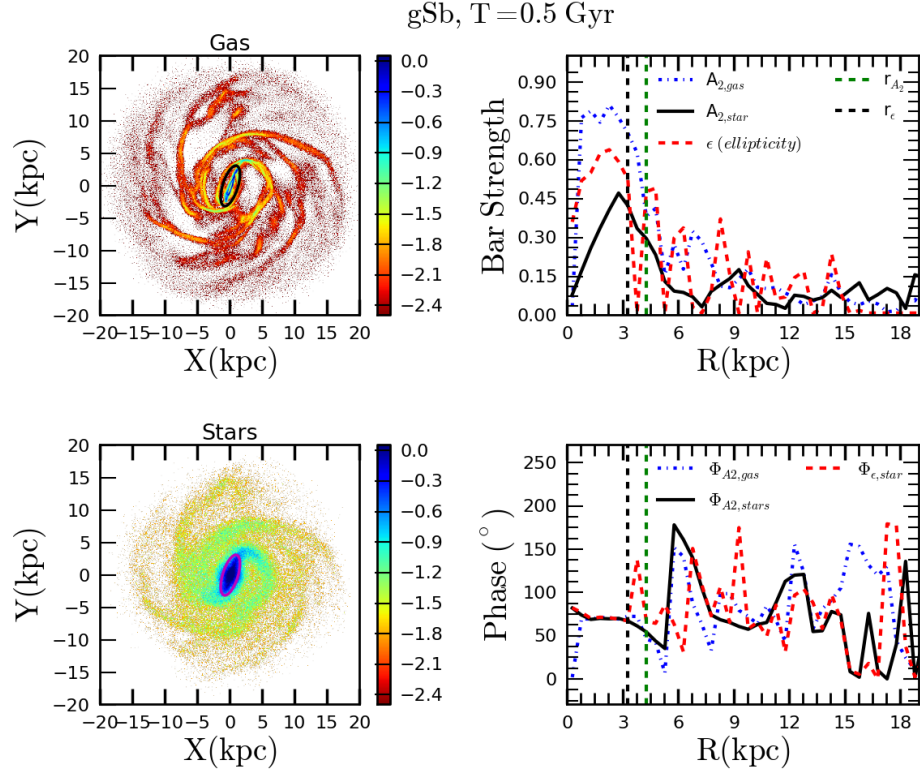 gSb, T=0.5 Gyr
Gas
20
15
10
5
0
−5
−10
−15
−20
Y(kpc)
−20−15−10 −5 0 5 10 15 20
X(kpc)
0.0
−0.3
−0.6
−0.9
−1.2
−1.5
−1.8
−2.1
−2.4
Bar Strength
0.90
0.75
0.60
0.45
0.30
0.15
0.00
A2,gas
A2,star
ϵ (ellipticity)
rA2
rϵ
0 3 6 9 12 15 18
R(kpc)
Stars
20
15
10
5
0
−5
−10
−15
−20
Y(kpc)
−20−15−10 −5 0 5 10 15 20
X(kpc)
0.0
−0.3
−0.6
−0.9
−1.2
−1.5
−1.8
−2.1
−2.4
Phase (°)
250
200
150
100
50
0
ΦA2,gas
ΦA2,stars
Φϵ,star
0 3 6 9 12 15 18
R(kpc)